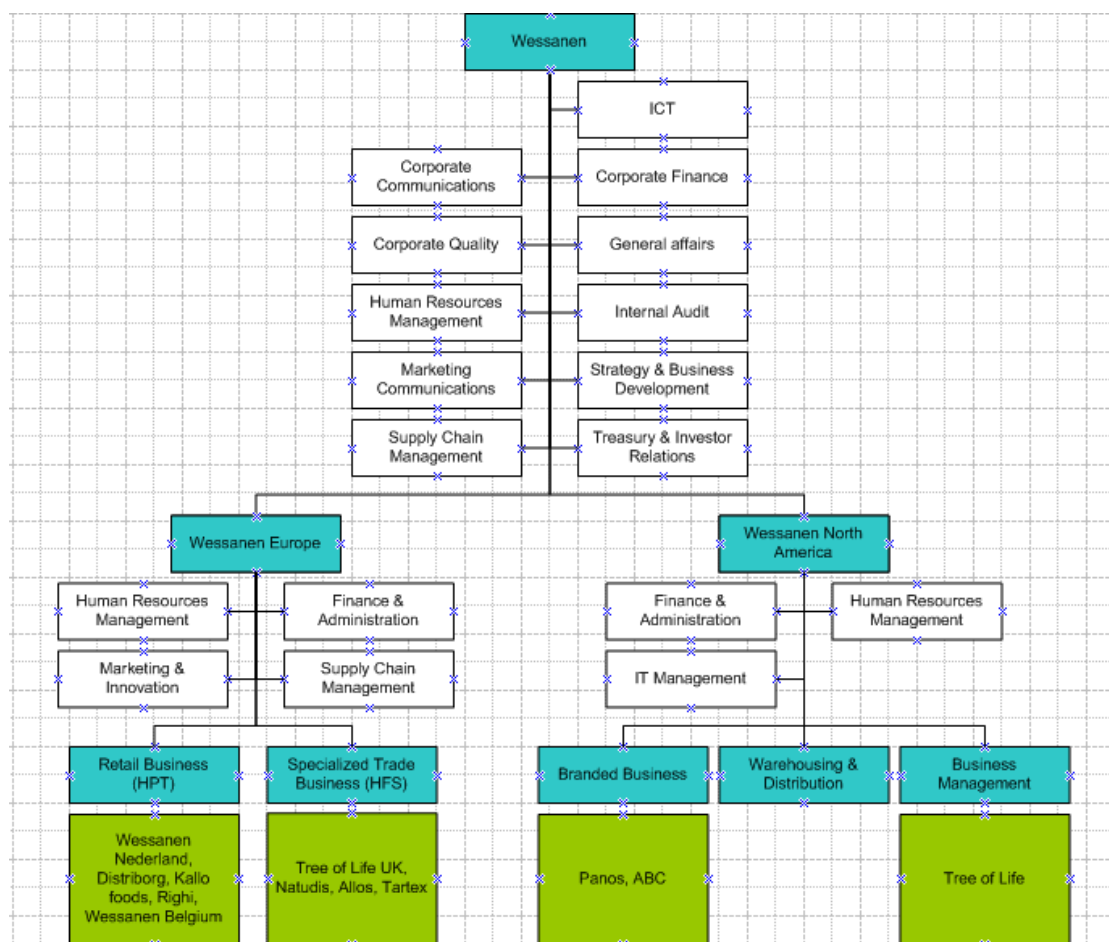 Wessanen
ICT
Corporate
Communications
Corporate Finance
Corporate Quality
General affairs
Human Resources
Management
Internal Audit
Marketing
Communications
Strategy & Business
Development
Supply Chain
Management
Treasury & Investor
Relations
Wessanen Europe
Wessanen North
America
Human Resources
Management
Finance &
Administration
Finance &
Administration
Human Resources
Management
Marketing &
Innovation
Supply Chain
Management
IT Management
Retail Business
(HPT)
Specialized Trade
Business (HFS)
Branded Business
Warehousing &
Distribution
Business
Management
Wessanen
Nederland,
Distriborg, Kallo
foods, Righi,
Wessanen Belgium
Tree of Life UK,
Natudis, Allos, Tartex
Panos, ABC
Tree of Life